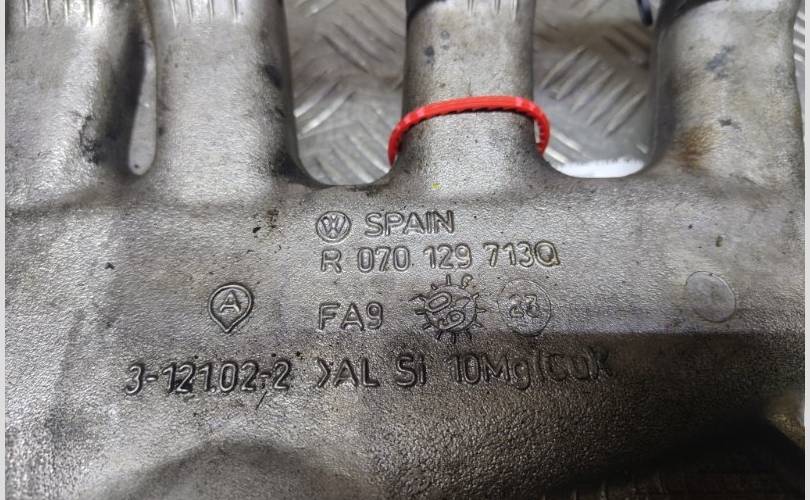 SPAIN
R 070 129 713Q
A FA9
3-12102-2 >AL Si 10Mg(Cu)<